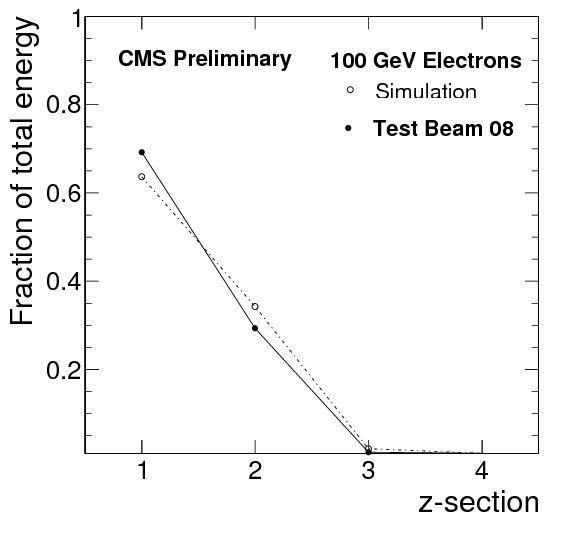 Fraction of total energy
1
0.8
0.6
0.4
0.2
CMS Preliminary
100 GeV Electrons
Simulation
Test Beam 08
1 2 3 4
z-section